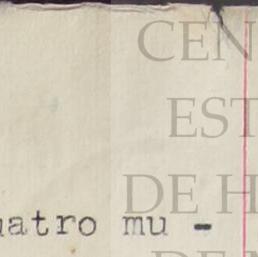 CEN
EST
DE H
uatro mu -